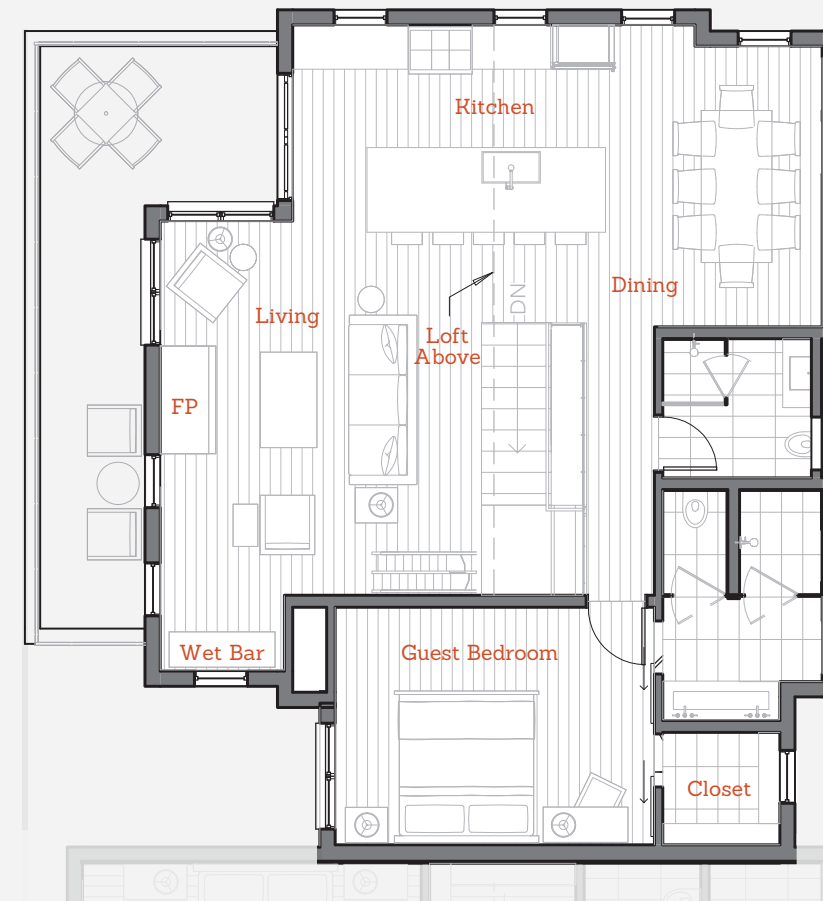 Kitchen
Dining
Living
Loft
Above
DN
FP
Wet Bar
Guest Bedroom
Closet